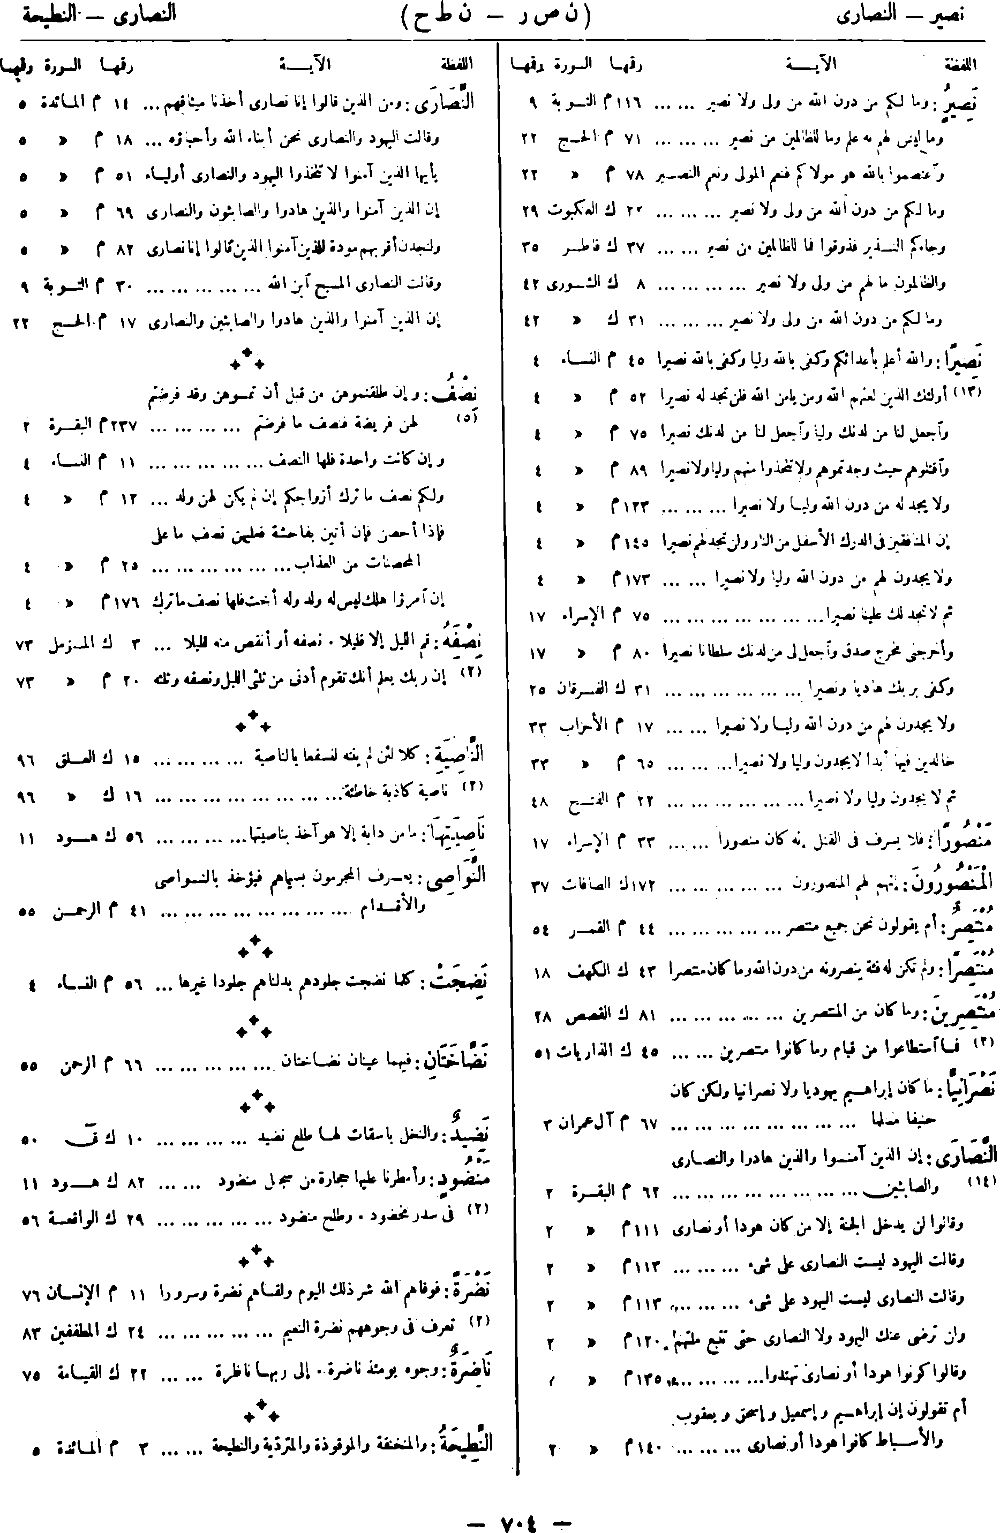 نصير – النصارى
(ن ص ر – ن ط ح)
النصارى – النطيحة
اللفظة الآيـــة رقمها السورة رقمها
نَصِيرٍ: وما لكم من دون الله من ولى ولا نصير ... ... ١١٦ م التوبة ٩
وما ليس لهم به علم وما للظالمين من نصير ... ... ... ٧١ م الحج ٢٢
وٱعتصموا بالله هو مولاكم فنعم المولى ونعم النصير ٧٨ م » ٢٢
وما لكم من دون ٱلله من ولى ولا نصير ... ... ... ٢٢ ك العنكبوت ٢٩
وجاءكم النذير فذوقوا فما للظالمين من نصير ... ... ٣٧ ك فاطر ٣٥
والظالمون ما لهم من ولى ولا نصير ... ... ... ... ٨ ك الشورى ٤٢
وما لكم من دون الله من ولى ولا نصير ... ... ... ٣١ ك » ٤٢
نَصِيرًا: والله أعلم بأعدائكم وكفى بالله وليا وكفى بالله نصيرا ٤٥ م النساء ٤
(١٣) أولئك الذين لعنهم الله ومن يلعن الله فلن تجد له نصيرا ٥٢ م » ٤
وٱجعل لنا من لدنك وليا وٱجعل لنا من لدنك نصيرا ٧٥ م » ٤
وٱقتلوهم حيث وجدتموهم ولا تتخذوا منهم وليا ولا نصيرا ٨٩ م » ٤
ولا يجد له من دون الله وليـا ولا نصيرا ... ... ... ١٢٣ م » ٤
إن المنافقين فى الدرك الأسفل من النار ولن تجد لهم نصيرا ١٤٥ م » ٤
ولا يجدون لهم من دون الله وليا ولا نصيرا ... ... ١٧٣ م » ٤
ثم لا تجد لك علينا نصيرا ... ... ... ... ... ... ... ٧٥ م الإسراء ١٧
وأخرجنى مخرج صدق وٱجعل لى من لدنك سلطانا نصيرا ٨٠ م » ١٧
وكفى بربك هاديا ونصيرا ... ... ... ... ... ... ... ٣١ ك الفرقان ٢٥
ولا يجدون لهم من دون الله وليـا ولا نصيرا ... ... ١٧ م الأحزاب ٣٣
خالدين فيها أبدا لا يجدون وليا ولا نصيرا ... ... ... ٦٥ م » ٣٣
ثم لا يجدون وليا ولا نصيرا ... ... ... ... ... ... ٢٢ م الفتح ٤٨
مَنْصُورًا: فلا يسرف فى القتل إنه كان منصورا ... ... ٣٣ م الإسراء ١٧
الْمَنْصُورُونَ: إنهم لهم المنصورون ... ... ... ... ... ١٧٢ ك الصافات ٣٧
مُنْتَصِرٌ: أم يقولون نحن جميع منتصر ... ... ... ... ... ٤٤ م القمر ٥٤
مُنْتَصِرًا: ولم تكن له فئة ينصرونه من دون الله وما كان منتصرا ٤٣ ك الكهف ١٨
مُنْتَصِرِينَ: وما كان من المنتصرين ... ... ... ... ... ٨١ ك القصص ٢٨
(٢) فما ٱستطاعوا من قيام وما كانوا منتصرين ... ... ٤٥ ك الذاريات ٥١
نَصْرَانِيًّا: ما كان إبراهيم يهوديا ولا نصرانيا ولكن كان
حنيفا مسلما ... ... ... ... ... ... ... ... ٦٧ م آل عمران ٣
النَّصَارَى: إن الذين آمنوا والذين هادوا والنصارى
(١٤) والصابئين ... ... ... ... ... ... ... ... ٦٢ م البقرة ٢
وقالوا لن يدخل الجنة إلا من كان هودا أو نصارى ١١١ م » ٢
وقالت اليهود ليست النصارى على شىء ... ... ... ١١٣ م » ٢
وقالت النصارى ليست اليهود على شىء ... ... ... ١١٣ م » ٢
ولن ترضى عنك اليهود ولا النصارى حتى تتبع ملتهم ١٢٠ م » ٢
وقالوا كونوا هودا أو نصارى تهتدوا ... ... ... ... ١٣٥ م » ٢
أم تقولون إن إبراهيم وإسمعيل وإسحق ويعقوب
والأسباط كانوا هودا أو نصارى ... ... ... ١٤٠ م » ٢
اللفظة الآيـــة رقمها السورة رقمها
النَّصَارَى: ومن الذين قالوا إنا نصارى أخذنا ميثاقهم ... ١٤ م المائدة ٥
وقالت اليهود والنصارى نحن أبناء الله وأحباؤه ... ١٨ م » ٥
يأيها الذين آمنوا لا تتخذوا اليهود والنصارى أولياء ٥١ م » ٥
إن الذين آمنوا والذين هادوا والصابئون والنصارى ٦٩ م » ٥
ولتجدن أقربهم مودة للذين آمنوا الذين قالوا إنا نصارى ٨٢ م » ٥
وقالت النصارى المسيح ٱبن الله ... ... ... ... ... ٣٠ م التوبة ٩
إن الذين آمنوا والذين هادوا والصابئين والنصارى ١٧ م الحج ٢٢
نِصْفُ: وإن طلقتموهن من قبل أن تمسوهن وقد فرضتم
(٥) لهن فريضة فنصف ما فرضتم ... ... ... ... ٢٣٧ م البقرة ٢
وإن كانت واحدة فلها النصف ... ... ... ... ... ١١ م النساء ٤
ولكم نصف ما ترك أزواجكم إن لم يكن لهن ولد ... ١٢ م » ٤
فإذا أحصن فإن أتين بفاحشة فعليهن نصف ما على
المحصنات من العذاب ... ... ... ... ... ... ... ٢٥ م » ٤
إن ٱمرؤا هلك ليس له ولد وله أخت فلها نصف ما ترك ١٧٦ م » ٤
نِصْفَهُ: قم الليل إلا قليلا ٠ نصفه أو ٱنقص منه قليلا ... ٣ ك المزمل ٧٣
(٢) إن ربك يعلم أنك تقوم أدنى من ثلثى الليل ونصفه وثلثه ٢٠ م » ٧٣
النَّاصِيَةِ: كلا لئن لم ينته لنسفعا بالناصية ... ... ... ... ١٥ ك العلق ٩٦
(٢) ناصية كاذبة خاطئة ... ... ... ... ... ... ... ... ١٦ ك » ٩٦
نَاصِيَتِهَا: ما من دابة إلا هو آخذ بناصيتها ... ... ... ... ٥٦ ك هود ١١
النَّوَاصِى: يعرف المجرمون بسيماهم فيؤخذ بالنواصى
والأقدام ... ... ... ... ... ... ... ... ... ٤١ م الرحمن ٥٥
نَضِجَتْ: كلما نضجت جلودهم بدلناهم جلودا غيرها ... ٥٦ م النساء ٤
نَضَّاخَتَانِ: فيهما عينان نضاختان ... ... ... ... ... ... ٦٦ م الرحمن ٥٥
نَضِيدٌ: والنخل باسقات لها طلع نضيد ... ... ... ... ١٠ ك قٓ ٥٠
مَنْضُودٍ: وأمطرنا عليها حجارة من سجيل منضود ... ... ٨٢ ك هود ١١
(٢) فى سدر مخضود ٠ وطلح منضود ... ... ... ... ٢٩ ك الواقعة ٥٦
نَضْرَةً: فوقاهم الله شر ذلك اليوم ولقاهم نضرة وسرورا ١١ م الإنسان ٧٦
(٢) تعرف فى وجوههم نضرة النعيم ... ... ... ... ... ٢٤ ك المطففين ٨٣
نَاضِرَةٌ: وجوه يومئذ ناضرة ٠ إلى ربها ناظرة ... ... ٢٢ ك القيامة ٧٥
النَّطِيحَةُ: والمنخنقة والموقوذة والمتردية والنطيحة ... ... ٣ م المائدة ٥
– ٧٠٤ –